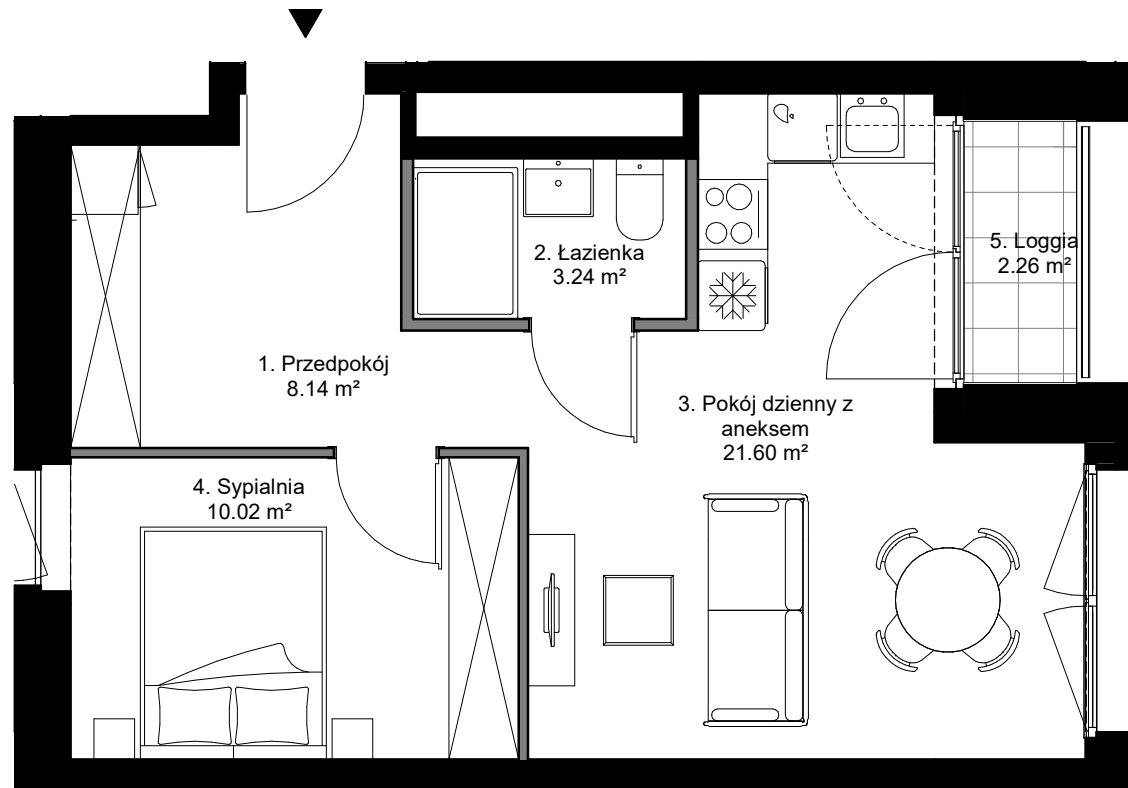 2. Łazienka
3.24 m²
5. Loggia
2.26 m²
1. Przedpokój
8.14 m²
3. Pokój dzienny z
aneksem
21.60 m²
4. Sypialnia
10.02 m²